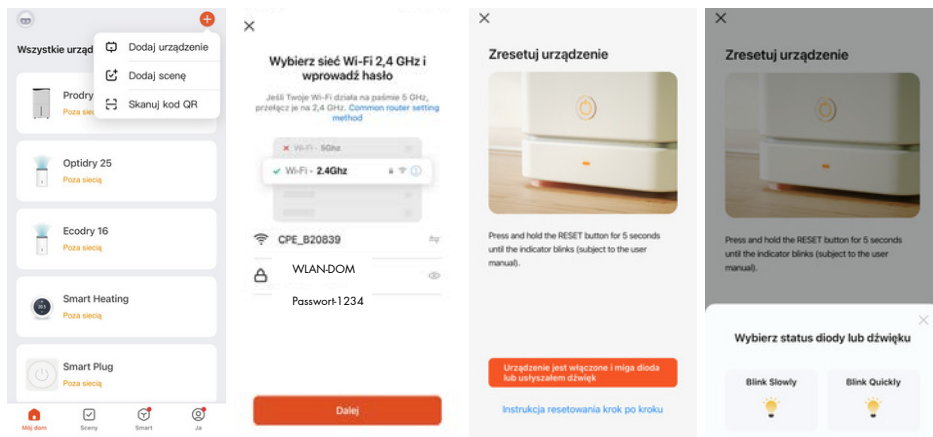 Wszystkie urząd
Dodaj urządzenie
Dodaj scenę
Skanuj kod QR
Prodry
Poza siecią
Optidry 25
Poza siecią
Ecodry 16
Poza siecią
Smart Heating
Poza siecią
Smart Plug
Poza siecią
Mój dom
Sceny
Smart
Ja
Wybierz sieć Wi-Fi 2,4 GHz i
wprowadź hasło
Jeśli Twoje Wi-Fi działa na paśmie 5 GHz,
przełącz je na 2,4 GHz. Common router setting
method
Wi-Fi - 5Ghz
Wi-Fi - 2.4Ghz
CPE_B20839
WLAN-DOM
Passwort-1234
Dalej
Zresetuj urządzenie
Press and hold the RESET button for 5 seconds
until the indicator blinks (subject to the user
manual).
Urządzenie jest włączone i miga dioda
lub usłyszałem dźwięk
Instrukcja resetowania krok po kroku
Zresetuj urządzenie
Press and hold the RESET button for 5 seconds
until the indicator blinks (subject to the user
manual).
Wybierz status diody lub dźwięku
Blink Slowly
Blink Quickly